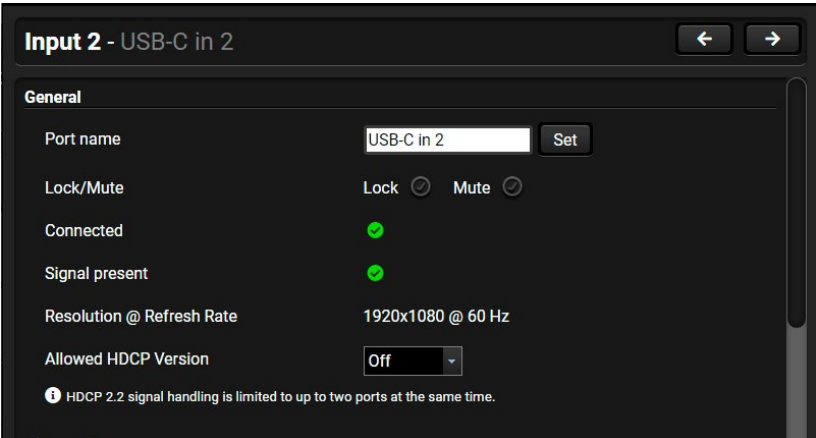 Input 2 - USB-C in 2
General
Port name USB-C in 2 Set
Lock/Mute Lock Mute
Connected
Signal present
Resolution @ Refresh Rate 1920x1080 @ 60 Hz
Allowed HDCP Version Off
HDCP 2.2 signal handling is limited to up to two ports at the same time.